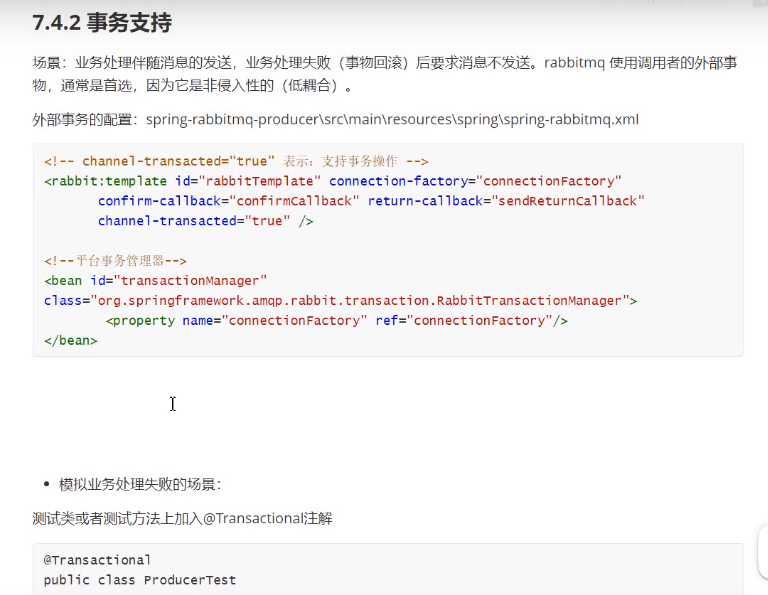 7.4.2 事务支持
场景：业务处理伴随消息的发送，业务处理失败（事物回滚）后要求消息不发送。rabbitmq 使用调用者的外部事
物，通常是首选，因为它是非侵入性的（低耦合）。
外部事务的配置：spring-rabbitmq-producer\src\main\resources\spring\spring-rabbitmq.xml
<!-- channel-transacted="true" 表示：支持事务操作 -->
<rabbit:template id="rabbitTemplate" connection-factory="connectionFactory"
confirm-callback="confirmCallback" return-callback="sendReturnCallback"
channel-transacted="true" />
<!--平台事务管理器-->
<bean id="transactionManager"
class="org.springframework.amqp.rabbit.transaction.RabbitTransactionManager">
<property name="connectionFactory" ref="connectionFactory"/>
</bean>
• 模拟业务处理失败的场景：
测试类或者测试方法上加入@Transactional注解
@Transactional
public class ProducerTest